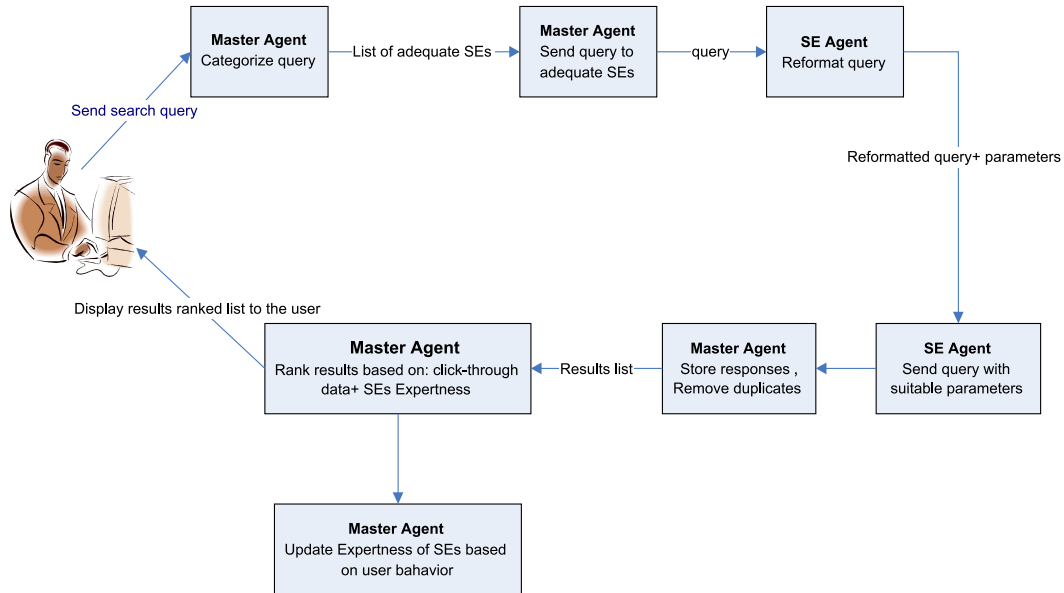 Master Agent
Categorize query
List of adequate SEs
Master Agent
Send query to
adequate SEs
query
SE Agent
Reformat query
Send search query
Reformatted query+ parameters
Display results ranked list to the user
Master Agent
Rank results based on: click-through
data+ SEs Expertness
Results list
Master Agent
Store responses ,
Remove duplicates
SE Agent
Send query with
suitable parameters
Master Agent
Update Expertness of SEs based
on user bahavior